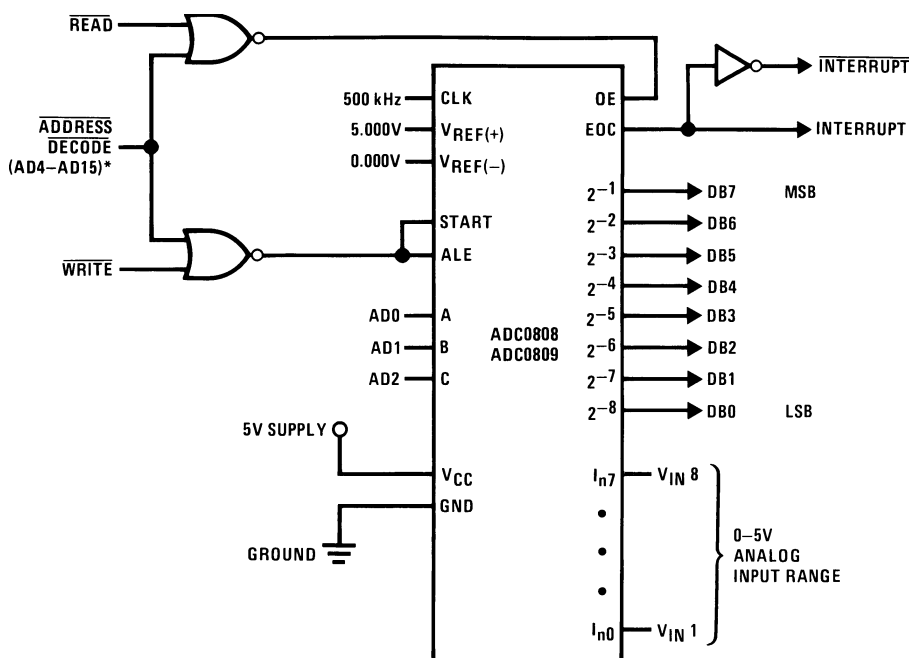 READ
500 kHz CLK OE INTERRUPT
ADDRESS
DECODE
(AD4–AD15)*
5.000V VREF(+) EOC INTERRUPT
0.000V VREF(−)
2−1 DB7 MSB
START 2−2 DB6
WRITE ALE 2−3 DB5
2−4 DB4
AD0 A 2−5 DB3
ADC0808
ADC0809
AD1 B 2−6 DB2
AD2 C 2−7 DB1
2−8 DB0 LSB
5V SUPPLY
VCC In7 VIN 8
GND
GROUND
0–5V
ANALOG
INPUT RANGE
In0 VIN 1